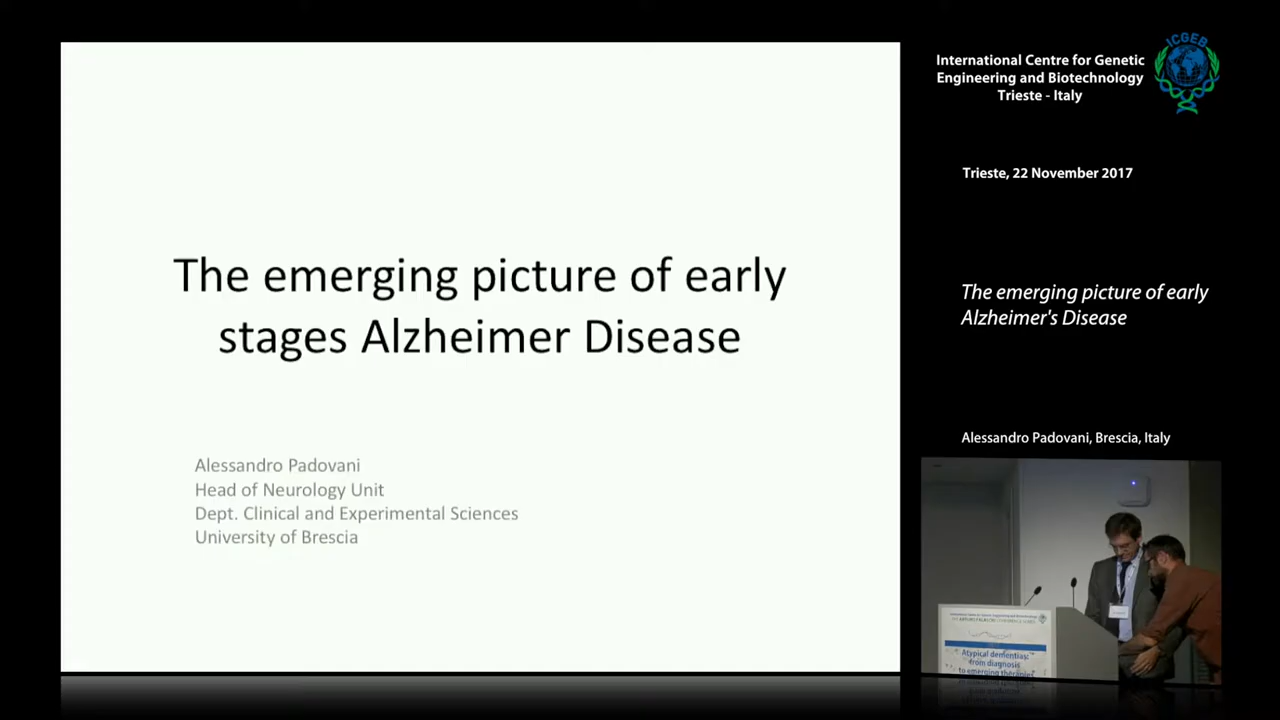 The emerging picture of early
stages Alzheimer Disease
Alessandro Padovani
Head of Neurology Unit
Dept. Clinical and Experimental Sciences
University of Brescia
International Centre for Genetic
Engineering and Biotechnology
Trieste - Italy
ICGEB
Trieste, 22 November 2017
The emerging picture of early
Alzheimer's Disease
Alessandro Padovani, Brescia, Italy
Atypical dementias:
from diagnosis
to emerging therapies